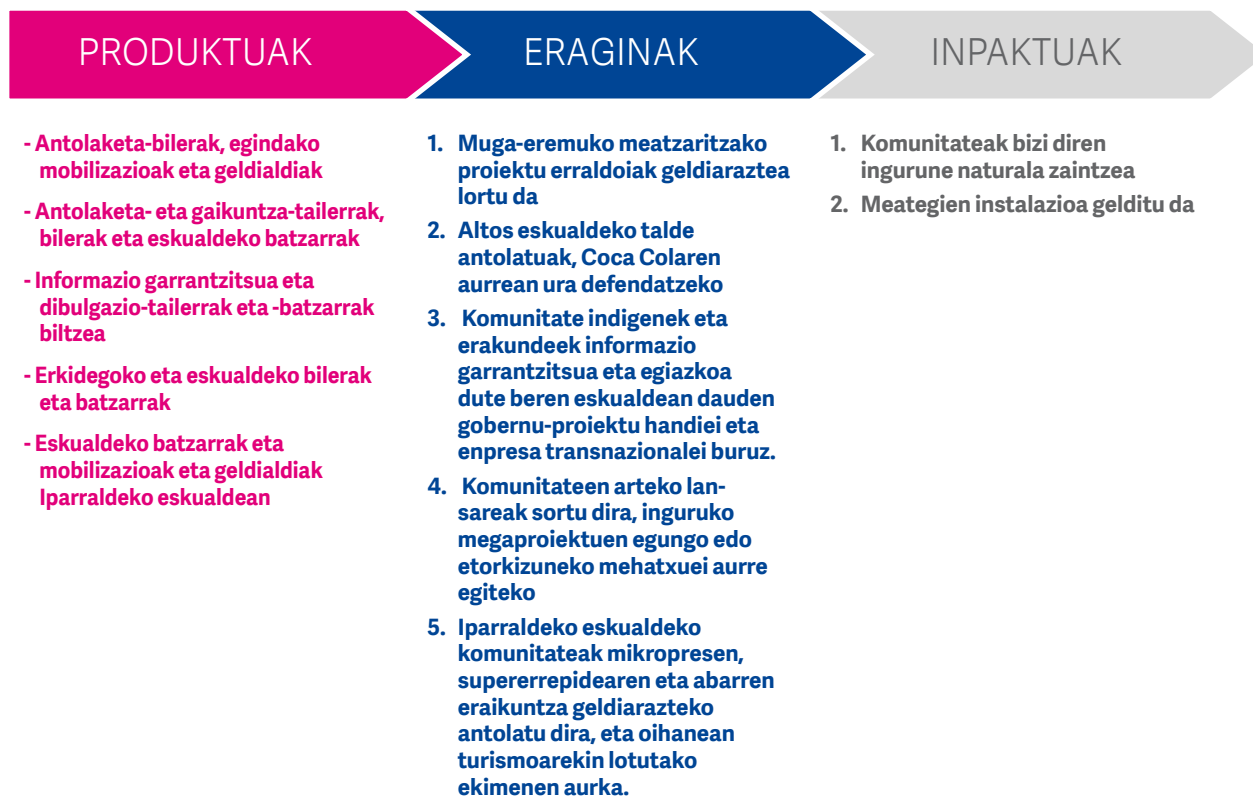 PRODUKTUAK
ERAGINAK
INPAKTUAK
- Antolaketa-bilerak, egindako
mobilizazioak eta geldialdiak
- Antolaketa- eta gaikuntza-tailerrak,
bilerak eta eskualdeko batzarrak
- Informazio garrantzitsua eta
dibulgazio-tailerrak eta -batzarrak
biltzea
- Erkidegoko eta eskualdeko bilerak
eta batzarrak
- Eskualdeko batzarrak eta
mobilizazioak eta geldialdiak
Iparraldeko eskualdean
1. Muga-eremuko meatzaritzako
proiektu erraldoiak geldiaraztea
lortu da
2. Altos eskualdeko talde
antolatuak, Coca Colaren
aurrean ura defendatzeko
3. Komunitate indigenek eta
erakundeek informazio
garrantzitsua eta egiazkoa
dute beren eskualdean dauden
gobernu-proiektu handiei eta
enpresa transnazionalei buruz.
4. Komunitateen arteko lan-
sareak sortu dira, inguruko
megaproiektuen egungo edo
etorkizuneko mehatxuei aurre
egiteko
5. Iparraldeko eskualdeko
komunitateak mikropresen,
supererrepidearen eta abarren
eraikuntza geldiarazteko
antolatu dira, eta oihanean
turismoarekin lotutako
ekimenen aurka.
1. Komunitateak bizi diren
ingurune naturala zaintzea
2. Meategien instalazioa gelditu da